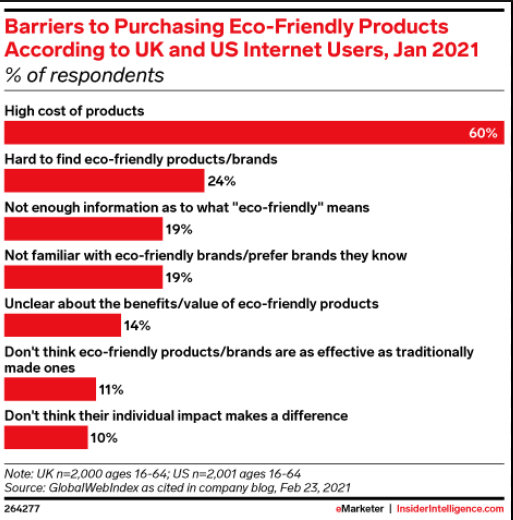 Barriers to Purchasing Eco-Friendly Products
According to UK and US Internet Users, Jan 2021
% of respondents
High cost of products
60%
Hard to find eco-friendly products/brands
24%
Not enough information as to what "eco-friendly" means
19%
Not familiar with eco-friendly brands/prefer brands they know
19%
Unclear about the benefits/value of eco-friendly products
14%
Don't think eco-friendly products/brands are as effective as traditionally
made ones
11%
Don't think their individual impact makes a difference
10%
Note: UK n=2,000 ages 16-64; US n=2,001 ages 16-64
Source: GlobalWebIndex as cited in company blog, Feb 23, 2021
264277 eMarketer | InsiderIntelligence.com